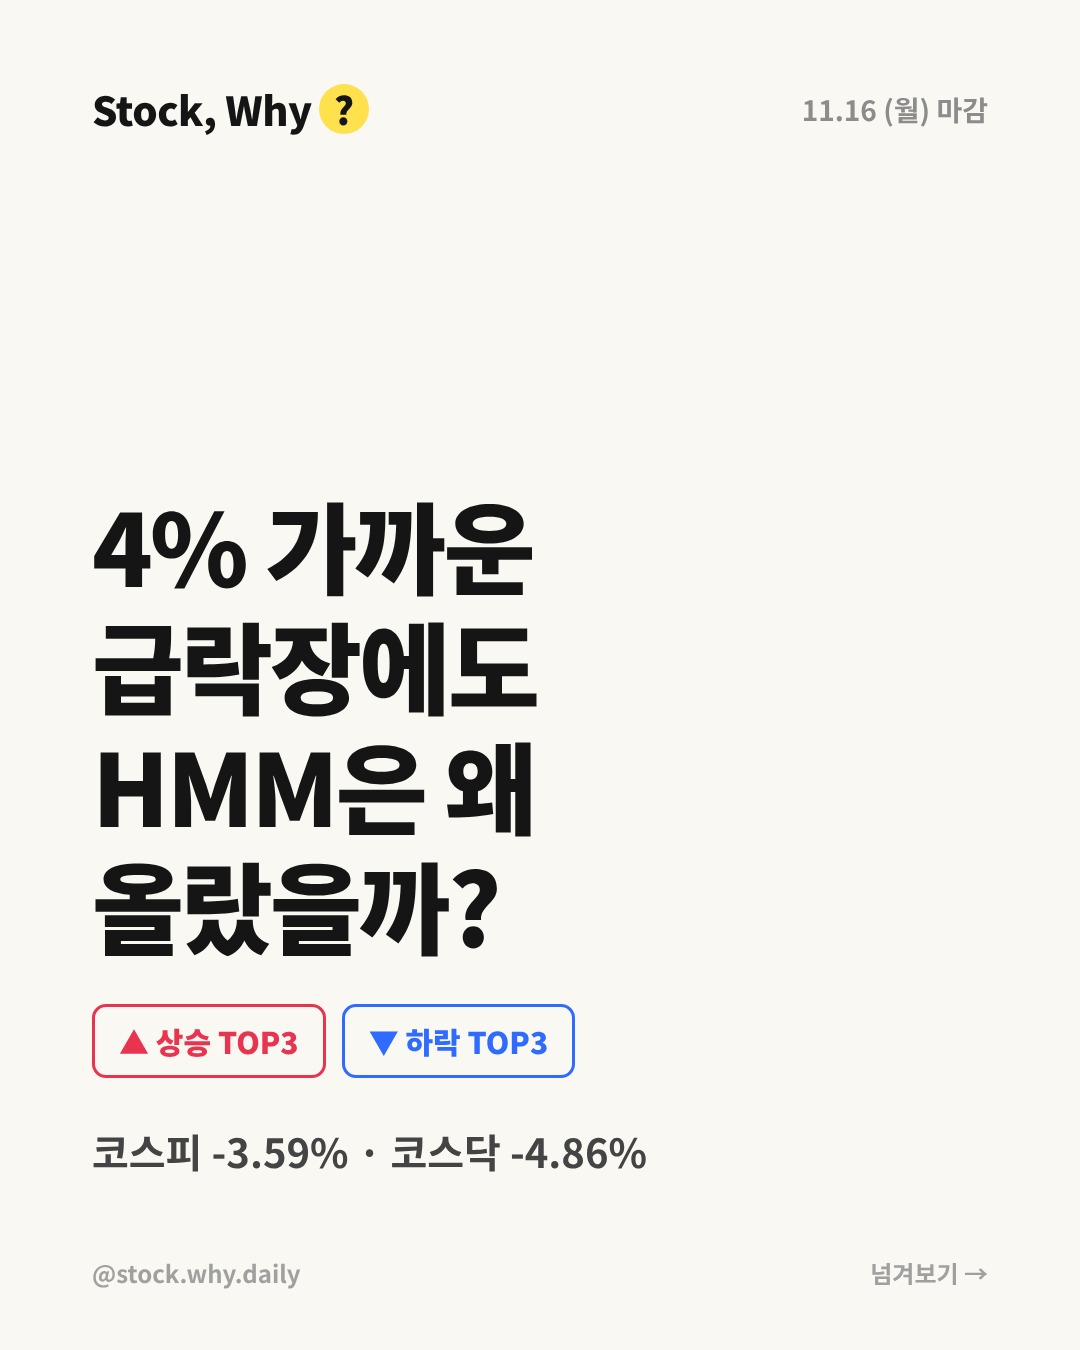 Stock, Why ?
11.16 (월) 마감
4% 가까운
급락장에도
HMM은 왜
올랐을까?
▲ 상승 TOP3
▼ 하락 TOP3
코스피 -3.59% · 코스닥 -4.86%
@stock.why.daily
넘겨보기 →